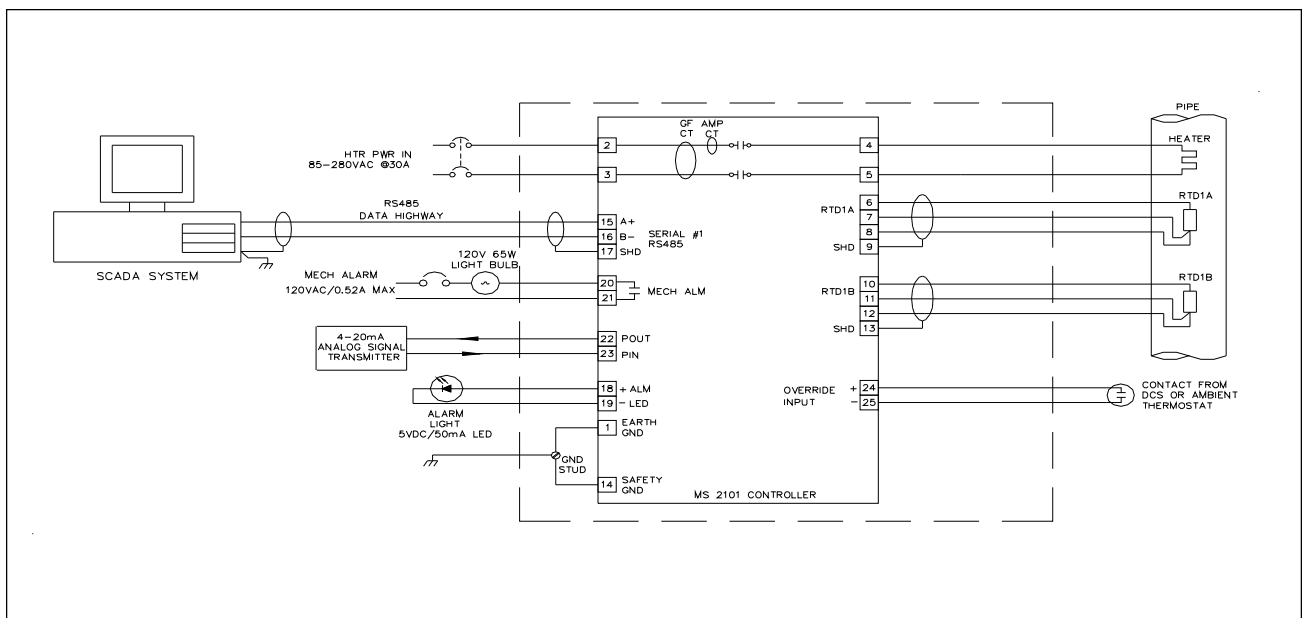 PIPE
GF AMP
CT CT
HEATER
HTR PWR IN
85-280VAC @30A
2
3
4
5
RS485
DATA HIGHWAY
15 A+
16 B-
17 SHD
SERIAL #1
RS485
SCADA SYSTEM
RTD1A
6
7
8
SHD 9
RTD1A
120V 65W
LIGHT BULB
MECH ALARM
120VAC/0.52A MAX
20
21
MECH ALM
RTD1B
10
11
12
SHD 13
RTD1B
4-20mA
ANALOG SIGNAL
TRANSMITTER
22 POUT
23 PIN
18 + ALM
19 - LED
ALARM
LIGHT
5VDC/50mA LED
OVERRIDE + 24
INPUT - 25
CONTACT FROM
DCS OR AMBIENT
THERMOSTAT
1 EARTH
GND
GND
STUD
14 SAFETY
GND
MS 2101 CONTROLLER